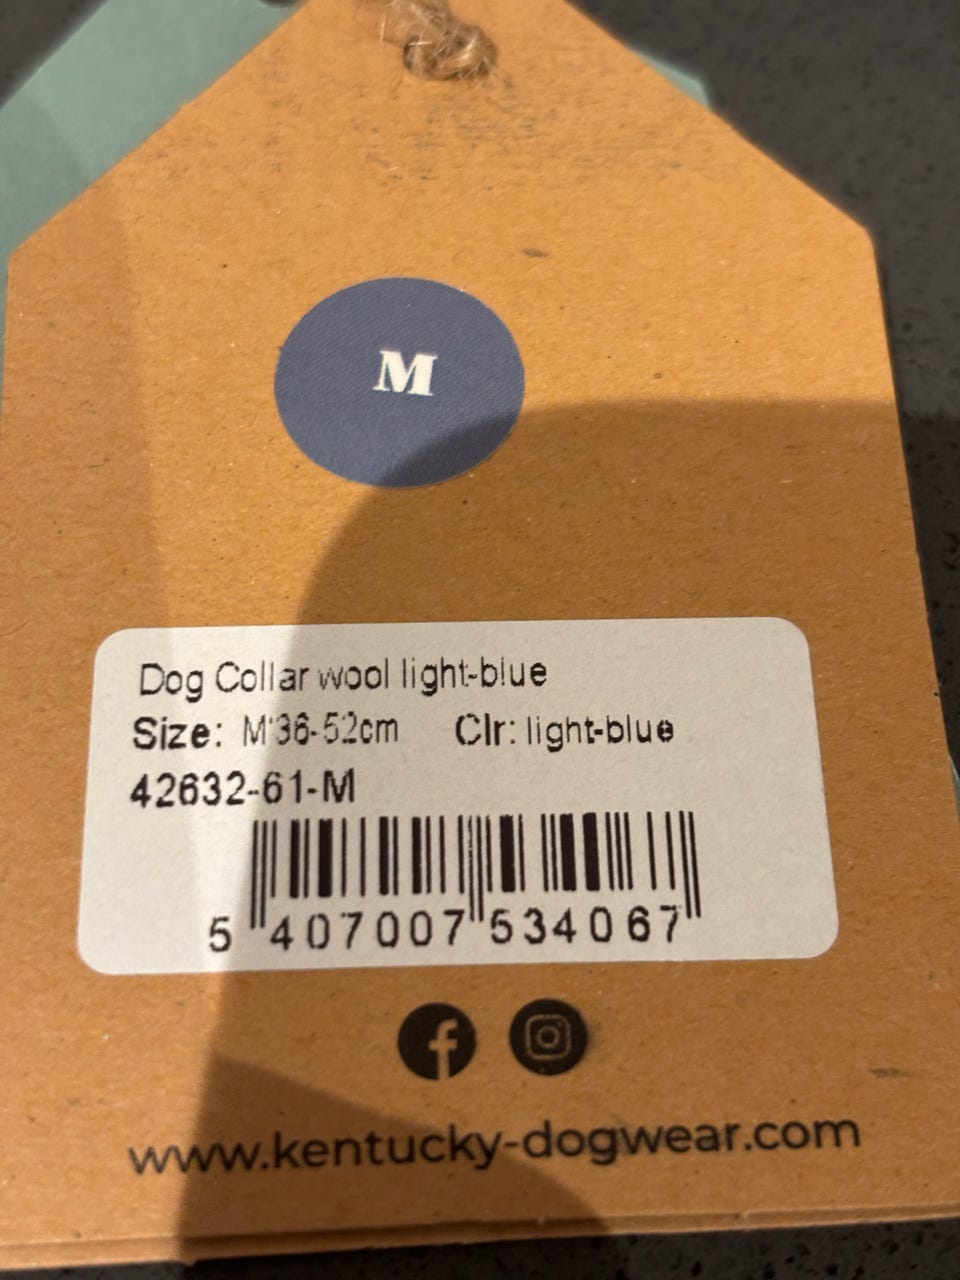 M
Dog Collar wool light-blue
Size: M 36-52cm Clr: light-blue
42632-61-M
5 407007 534067
www.kentucky-dogwear.com